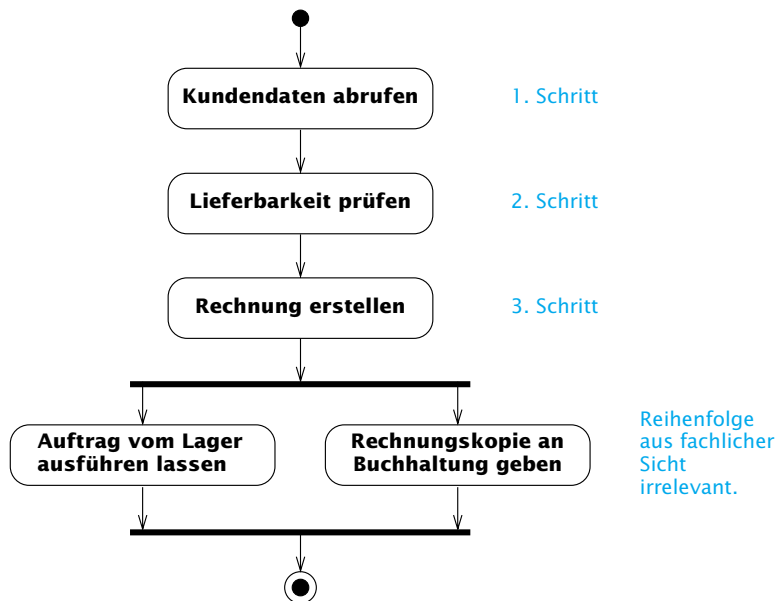 Kundendaten abrufen
1. Schritt
Lieferbarkeit prüfen
2. Schritt
Rechnung erstellen
3. Schritt
Auftrag vom Lager
ausführen lassen
Rechnungskopie an
Buchhaltung geben
Reihenfolge
aus fachlicher
Sicht
irrelevant.